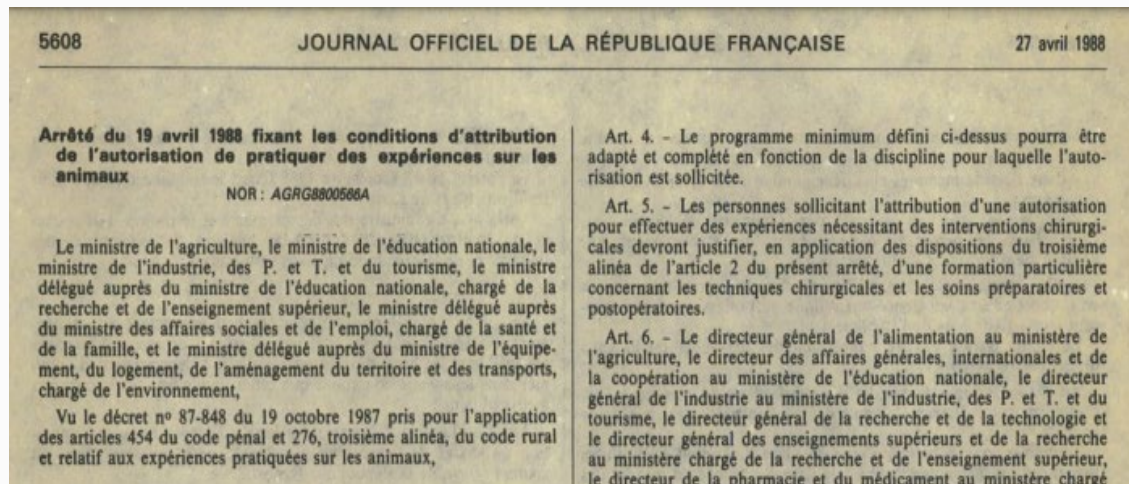 5608
JOURNAL OFFICIEL DE LA RÉPUBLIQUE FRANÇAISE
27 avril 1988
Arrêté du 19 avril 1988 fixant les conditions d'attribution
de l'autorisation de pratiquer des expériences sur les
animaux
NOR : AGRG8800566A
Le ministre de l'agriculture, le ministre de l'éducation nationale, le
ministre de l'industrie, des P. et T. et du tourisme, le ministre
délégué auprès du ministre de l'éducation nationale, chargé de la
recherche et de l'enseignement supérieur, le ministre délégué auprès
du ministre des affaires sociales et de l'emploi, chargé de la santé et
de la famille, et le ministre délégué auprès du ministre de l'équipe-
ment, du logement, de l'aménagement du territoire et des transports,
chargé de l'environnement,
Vu le décret nº 87-848 du 19 octobre 1987 pris pour l'application
des articles 454 du code pénal et 276, troisième alinéa, du code rural
et relatif aux expériences pratiquées sur les animaux,
Art. 4. - Le programme minimum défini ci-dessus pourra être
adapté et complété en fonction de la discipline pour laquelle l'auto-
risation est sollicitée.
Art. 5. - Les personnes sollicitant l'attribution d'une autorisation
pour effectuer des expériences nécessitant des interventions chirurgi-
cales devront justifier, en application des dispositions du troisième
alinéa de l'article 2 du présent arrêté, d'une formation particulière
concernant les techniques chirurgicales et les soins préparatoires et
postopératoires.
Art. 6. - Le directeur général de l'alimentation au ministère de
l'agriculture, le directeur des affaires générales, internationales et de
la coopération au ministère de l'éducation nationale, le directeur
général de l'industrie au ministère de l'industrie, des P. et T. et du
tourisme, le directeur général de la recherche et de la technologie et
le directeur général des enseignements supérieurs et de la recherche
au ministère chargé de la recherche et de l'enseignement supérieur,
le directeur de la pharmacie et du médicament au ministère chargé